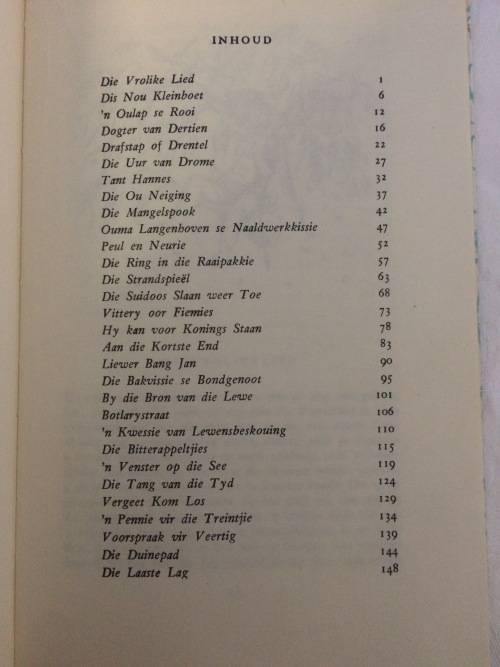 INHOUD
Die Vrolike Lied 1
Dis Nou Kleinboet 6
'n Oulap se Rooi 12
Dogter van Dertien 16
Drafstap of Drentel 22
Die Uur van Drome 27
Tant Hannes 32
Die Ou Neiging 37
Die Mangelspook 42
Ouma Langenhoven se Naaldwerkkissie 47
Peul en Neurie 52
Die Ring in die Raaipakkie 57
Die Strandspieël 63
Die Suidoos Slaan weer Toe 68
Vittery oor Fiemies 73
Hy kan voor Konings Staan 78
Aan die Kortste End 83
Liewer Bang Jan 90
Die Bakvissie se Bondgenoot 95
By die Bron van die Lewe 101
Botlarystraat 106
'n Kwessie van Lewensbeskouing 110
Die Bitterappeltjies 115
'n Venster op die See 119
Die Tang van die Tyd 124
Vergeet Kom Los 129
'n Pennie vir die Treintjie 134
Voorspraak vir Veertig 139
Die Duinepad 144
Die Laaste Lag 148